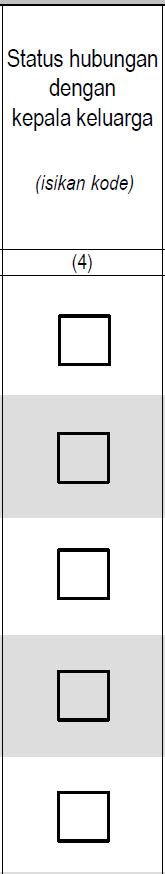 Status hubungan
dengan
kepala keluarga
(isikan kode)
(4)